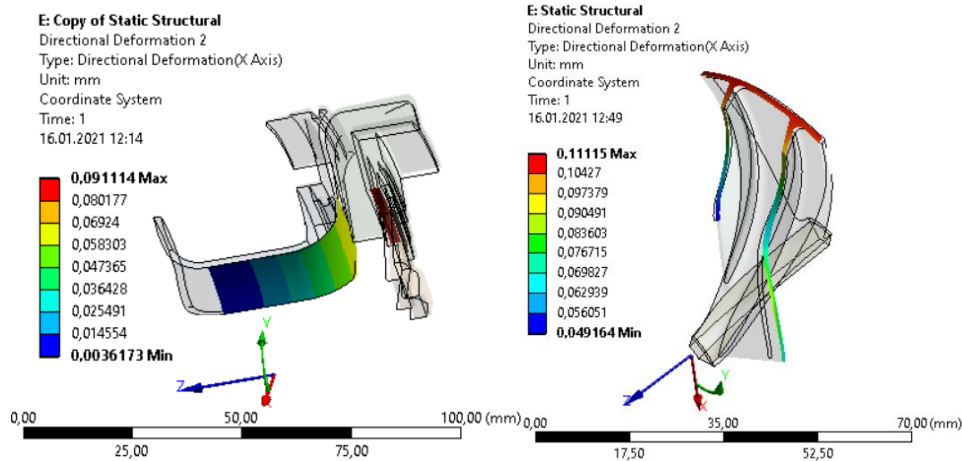 E: Copy of Static Structural
Directional Deformation 2
Type: Directional Deformation(X Axis)
Unit: mm
Coordinate System
Time: 1
16.01.2021 12:14
0,091114 Max
0,080177
0,06924
0,058303
0,047365
0,036428
0,025491
0,014554
0,0036173 Min
Y
Z
X
0,00 50,00 100,00 (mm)
25,00 75,00
E: Static Structural
Directional Deformation 2
Type: Directional Deformation(X Axis)
Unit: mm
Coordinate System
Time: 1
16.01.2021 12:49
0,11115 Max
0,10427
0,097379
0,090491
0,083603
0,076715
0,069827
0,062939
0,056051
0,049164 Min
Y
Z
X
0,00 35,00 70,00 (mm)
17,50 52,50